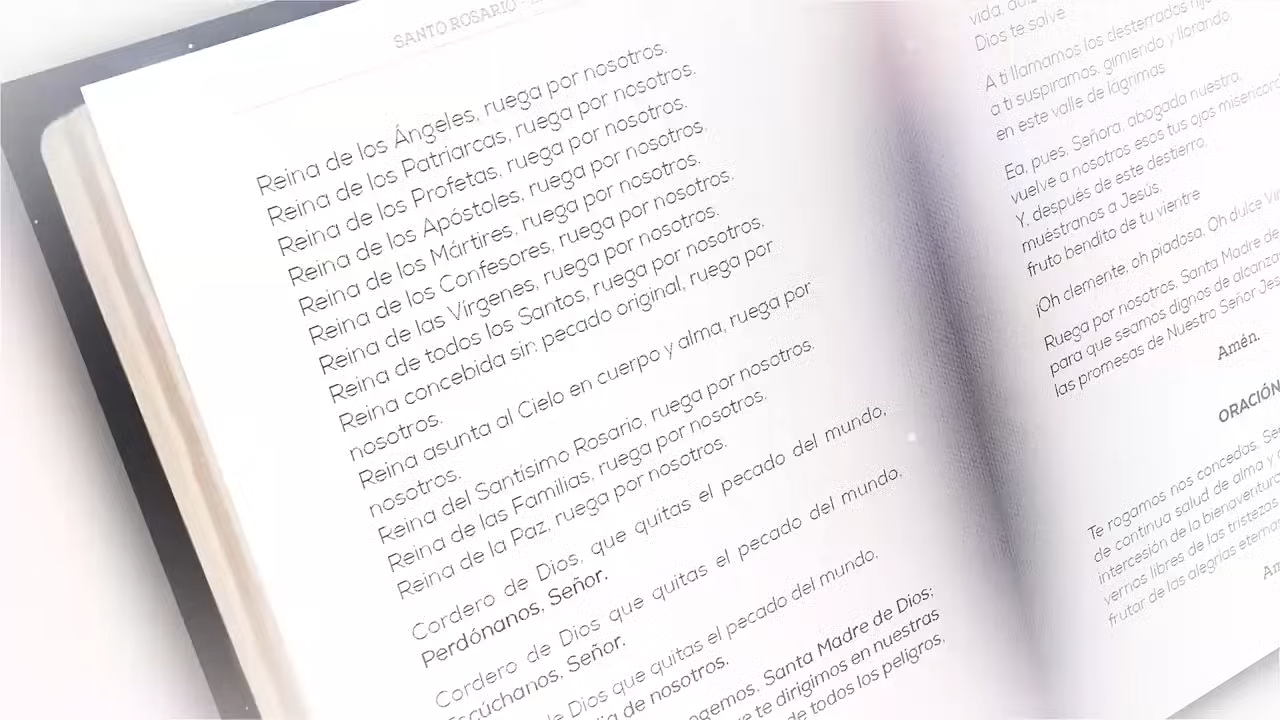 SANTO ROSARIO
Reina de los Ángeles, ruega por nosotros.
Reina de los Patriarcas, ruega por nosotros.
Reina de los Profetas, ruega por nosotros.
Reina de los Apóstoles, ruega por nosotros.
Reina de los Mártires, ruega por nosotros.
Reina de los Confesores, ruega por nosotros.
Reina de las Vírgenes, ruega por nosotros.
Reina de todos los Santos, ruega por nosotros.
Reina concebida sin pecado original, ruega por
nosotros.
Reina asunta al Cielo en cuerpo y alma, ruega por
nosotros.
Reina del Santísimo Rosario, ruega por nosotros.
Reina de las Familias, ruega por nosotros.
Reina de la Paz, ruega por nosotros.
Cordero de Dios, que quitas el pecado del mundo,
Perdónanos, Señor.
Cordero de Dios que quitas el pecado del mundo,
Escúchanos, Señor.
de Dios que quitas el pecado del mundo,
de nosotros.
Santa Madre de Dios;
te dirigimos en nuestras
de todos los peligros,
vida,
Dios te salve.
A ti llamamos los desterrados
a ti suspiramos, gimiendo y llorando,
en este valle de lágrimas.
Ea, pues, Señora, abogada nuestra,
vuelve a nosotros esos tus ojos
Y, después de este destierro,
muéstranos a Jesús,
fruto bendito de tu vientre
¡Oh clemente, oh piadosa, Oh dulce
Ruega por nosotros, Santa Madre de
para que seamos dignos de
las promesas de Nuestro Señor
Amén.
ORACIÓN
Te rogamos nos concedas,
de continua salud de alma y
intercesión de la
vernos libres de las tristezas
frutar de las alegrías